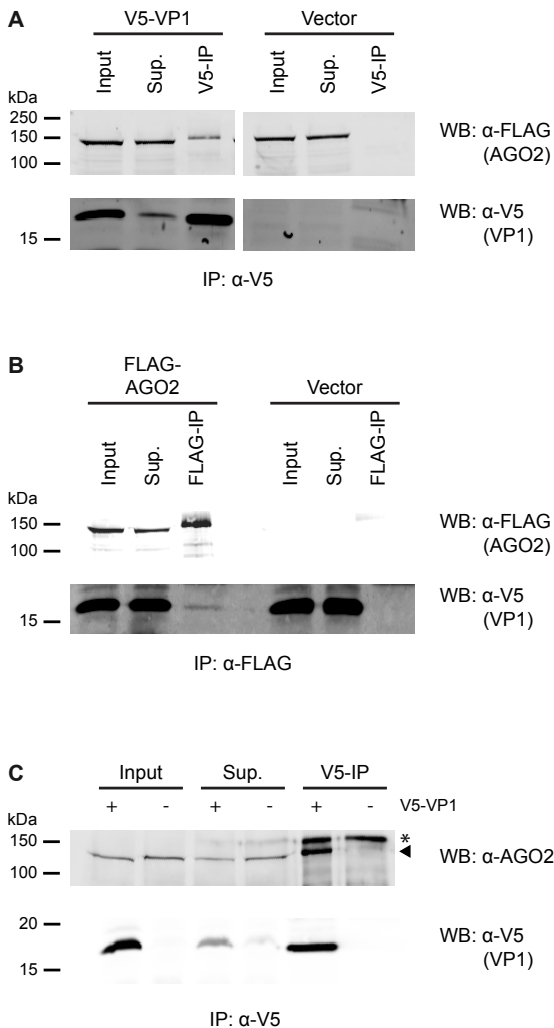 A
V5-VP1 Vector
Input Sup. V5-IP Input Sup. V5-IP
kDa
250
150
100
WB: α-FLAG
(AGO2)
15
WB: α-V5
(VP1)
IP: α-V5
B
FLAG-
AGO2 Vector
Input Sup. FLAG-IP Input Sup. FLAG-IP
kDa
150
100
WB: α-FLAG
(AGO2)
15
WB: α-V5
(VP1)
IP: α-FLAG
C
Input Sup. V5-IP
+ - + - + - V5-VP1
kDa
150
100
*
WB: α-AGO2
20
15
WB: α-V5
(VP1)
IP: α-V5